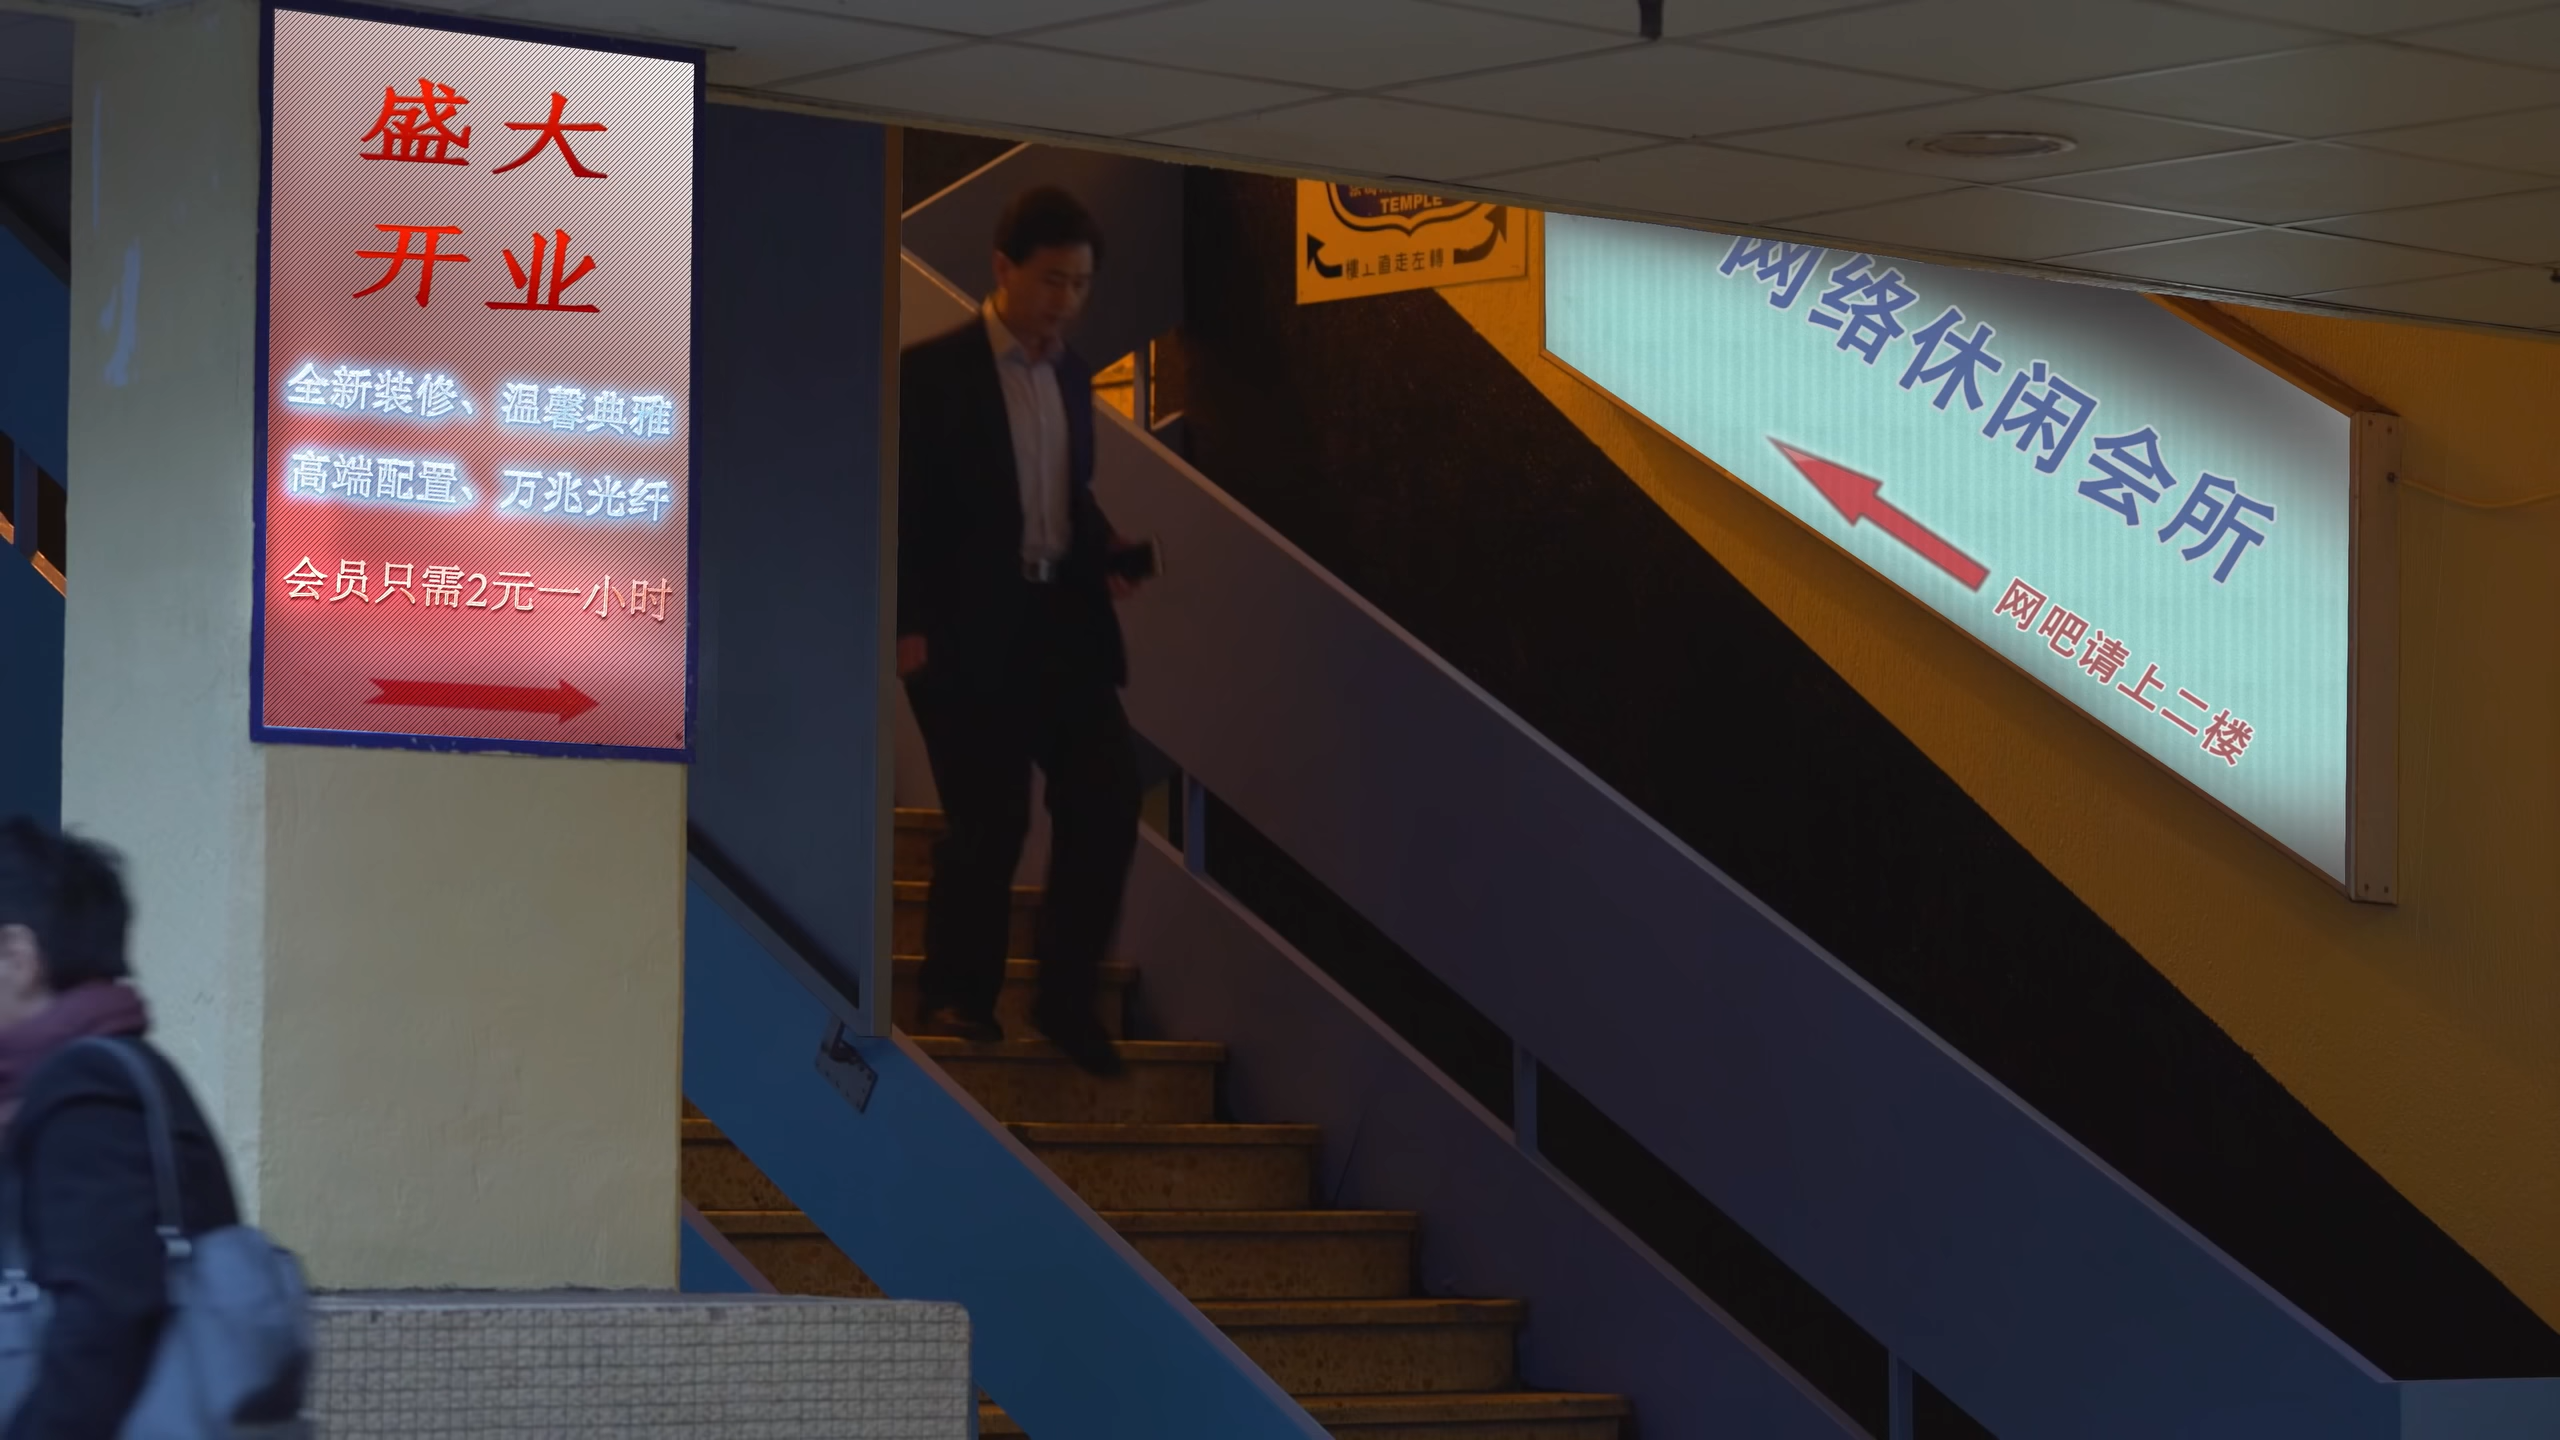 盛大
开业
全新装修、温馨典雅
高端配置、万兆光纤
会员只需2元一小时
TEMPLE
樓上直走左轉
网络休闲会所
网吧请上二楼